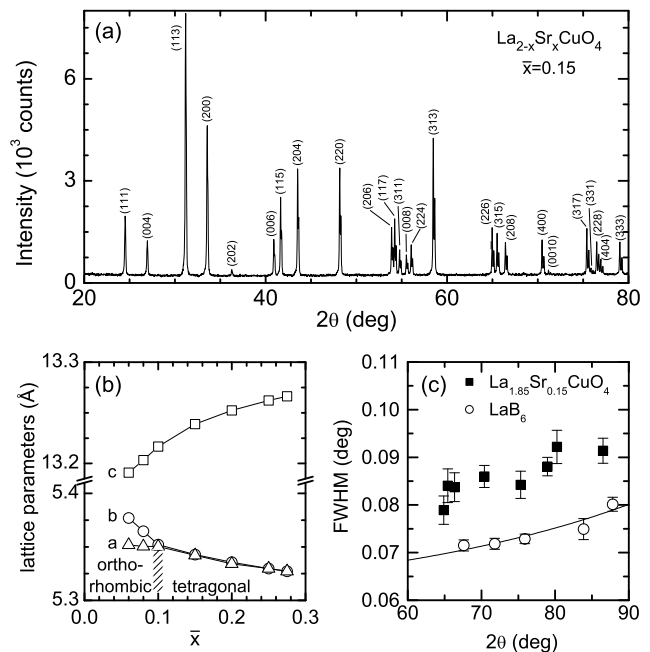 (a)
La2-xSrxCuO4
x̄=0.15
Intensity (10³ counts)
0
3
6
(111)
(004)
(113)
(200)
(202)
(006)
(115)
(204)
(220)
(206)
(117)
(311)
(008)
(224)
(313)
(226)
(315)
(208)
(400)
(0010)
(317)
(331)
(228)
(404)
(333)
20
40
60
80
2θ (deg)
(b)
lattice parameters (Å)
13.3
13.2
5.4
5.3
c
b
a
ortho-
rhombic
tetragonal
0.0
0.1
0.2
0.3
x̄
(c)
La1.85Sr0.15CuO4
LaB6
FWHM (deg)
0.11
0.10
0.09
0.08
0.07
0.06
60
70
80
90
2θ (deg)